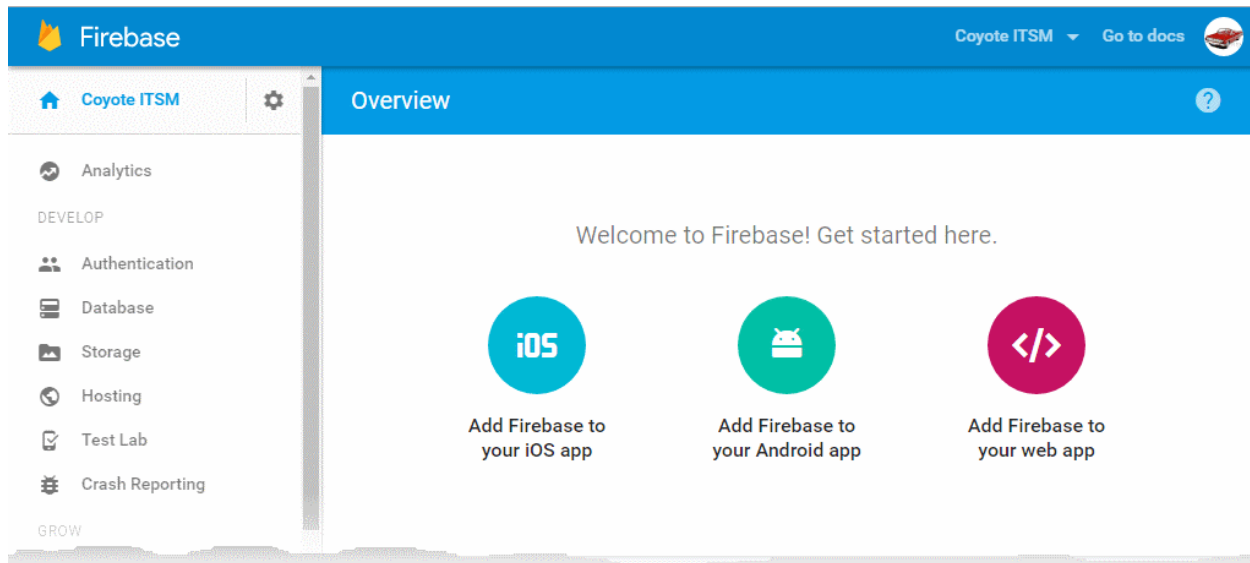 Firebase
Coyote ITSM
Go to docs
Coyote ITSM
Overview
?
Analytics
DEVELOP
Authentication
Database
Storage
Hosting
Test Lab
Crash Reporting
GROW
Welcome to Firebase! Get started here.
iOS
</>
Add Firebase to
your iOS app
Add Firebase to
your Android app
Add Firebase to
your web app